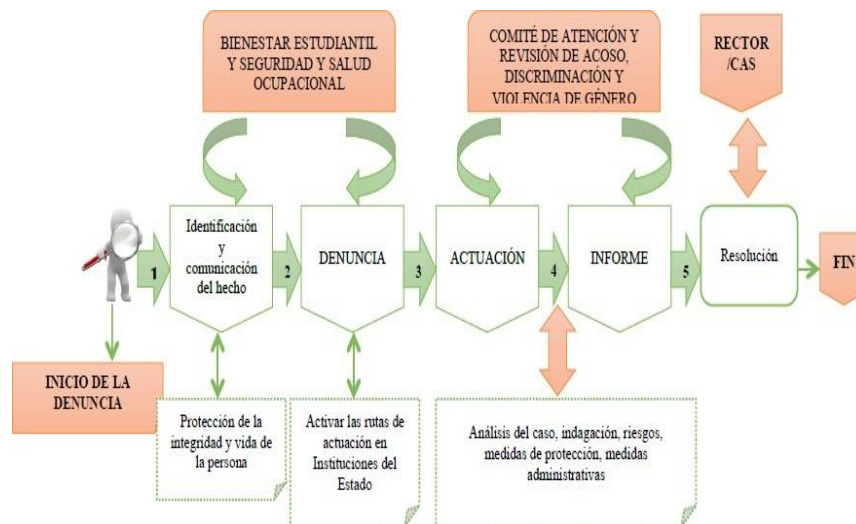 BIENESTAR ESTUDIANTIL
Y SEGURIDAD Y SALUD
OCUPACIONAL
COMITÉ DE ATENCIÓN Y
REVISIÓN DE ACOSO,
DISCRIMINACIÓN Y
VIOLENCIA DE GÉNERO
RECTOR
/CAS
1
Identificación
y
comunicación
del hecho
2
DENUNCIA
3
ACTUACIÓN
4
INFORME
5
Resolución
FIN
INICIO DE LA
DENUNCIA
Protección de la
integridad y vida de
la persona
Activar las rutas de
actuación en
Instituciones del
Estado
Análisis del caso, indagación, riesgos,
medidas de protección, medidas
administrativas